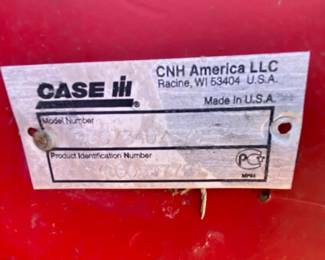 CASE IH
®
CNH America LLC
Racine, WI 53404 U.S.A.
Made in U.S.A.
Model Number
Product Identification Number